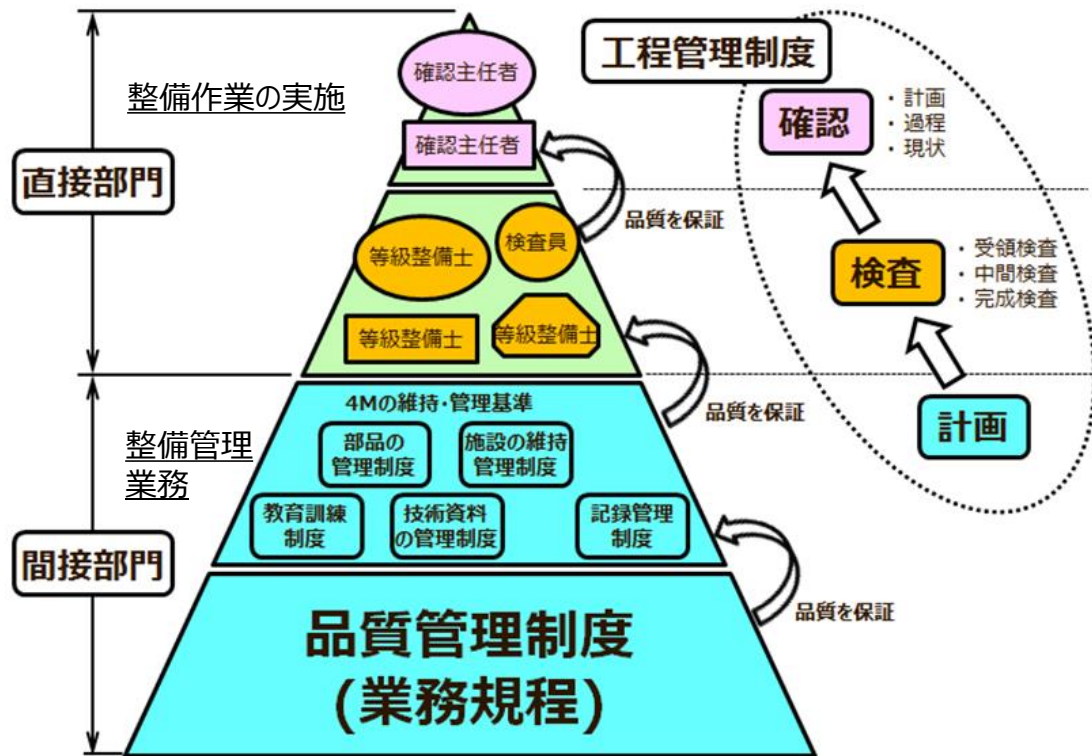 工程管理制度
確認主任者
整備作業の実施
確認
・計画
・過程
・現状
確認主任者
直接部門
品質を保証
等級整備士
検査員
検査
・受領検査
・中間検査
・完成検査
等級整備士
等級整備士
4Mの維持・管理基準
品質を保証
計画
整備管理
業務
部品の
管理制度
施設の維持
管理制度
教育訓練
制度
技術資料
の管理制度
記録管理
制度
間接部門
品質を保証
品質管理制度
(業務規程)